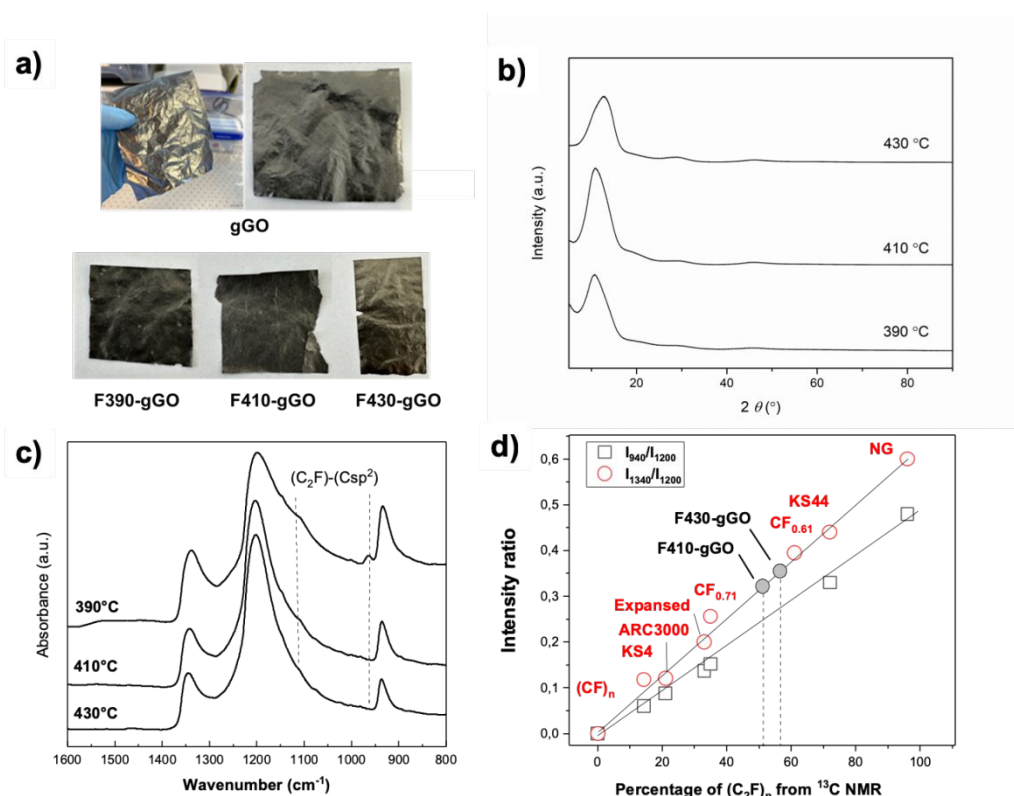 a)
gGO
F390-gGO F410-gGO F430-gGO
b)
Intensity (a.u.)
430 °C
410 °C
390 °C
20 40 60 80
2 θ (°)
c)
Absorbance (a.u.)
(C₂F)-(Csp²)
390°C
410°C
430°C
1600 1500 1400 1300 1200 1100 1000 900 800
Wavenumber (cm⁻¹)
d)
Intensity ratio
0,6
0,5
0,4
0,3
0,2
0,1
0,0
I₉₄₀/I₁₂₀₀
I₁₃₄₀/I₁₂₀₀
NG
KS44
F430-gGO
CF₀.₆₁
F410-gGO
CF₀.₇₁
Expansed
ARC3000
KS4
(CF)ₙ
0 20 40 60 80 100
Percentage of (C₂F)ₙ from ¹³C NMR